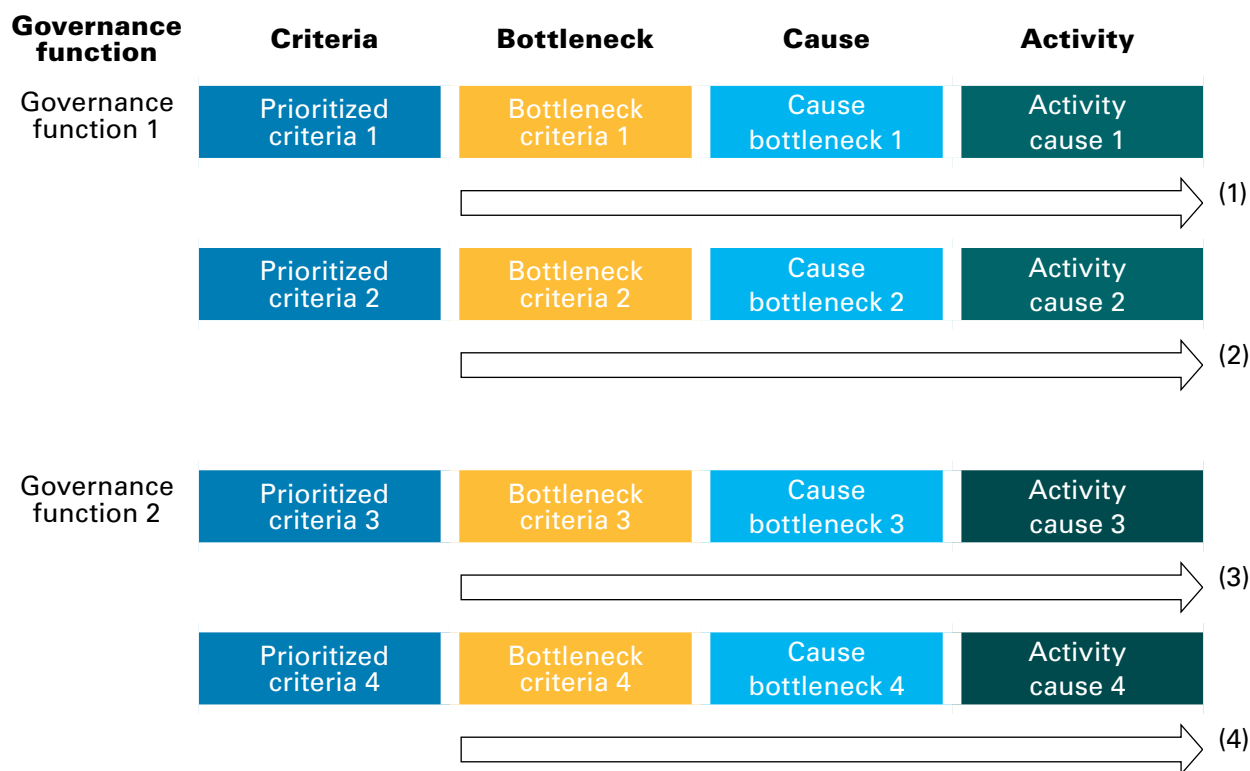 Governance
function
Criteria
Bottleneck
Cause
Activity
Governance
function 1
Prioritized
criteria 1
Bottleneck
criteria 1
Cause
bottleneck 1
Activity
cause 1
(1)
Prioritized
criteria 2
Bottleneck
criteria 2
Cause
bottleneck 2
Activity
cause 2
(2)
Governance
function 2
Prioritized
criteria 3
Bottleneck
criteria 3
Cause
bottleneck 3
Activity
cause 3
(3)
Prioritized
criteria 4
Bottleneck
criteria 4
Cause
bottleneck 4
Activity
cause 4
(4)